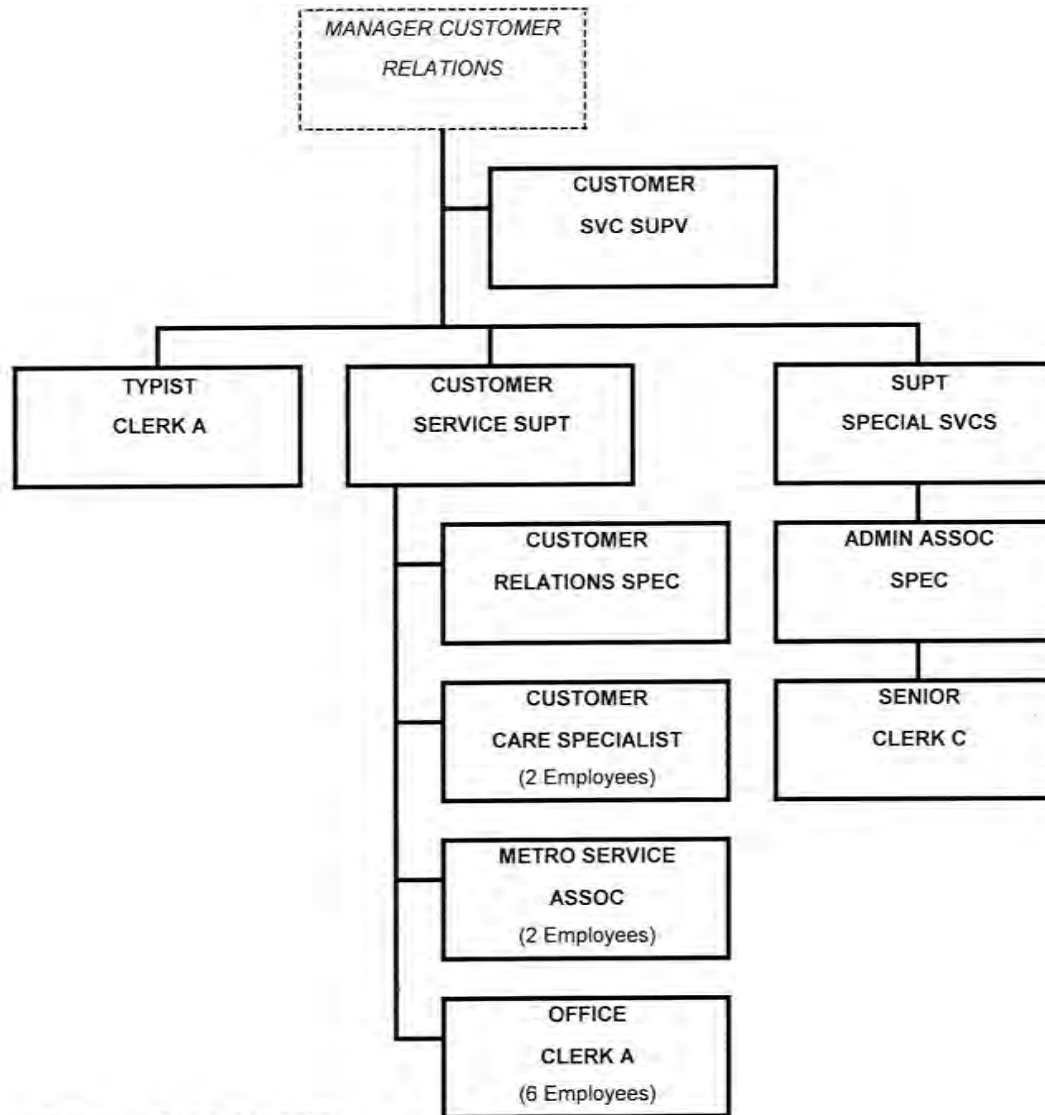 MANAGER CUSTOMER
RELATIONS
CUSTOMER
SVC SUPV
TYPIST
CLERK A
CUSTOMER
SERVICE SUPT
SUPT
SPECIAL SVCS
CUSTOMER
RELATIONS SPEC
ADMIN ASSOC
SPEC
CUSTOMER
CARE SPECIALIST
(2 Employees)
SENIOR
CLERK C
METRO SERVICE
ASSOC
(2 Employees)
OFFICE
CLERK A
(6 Employees)